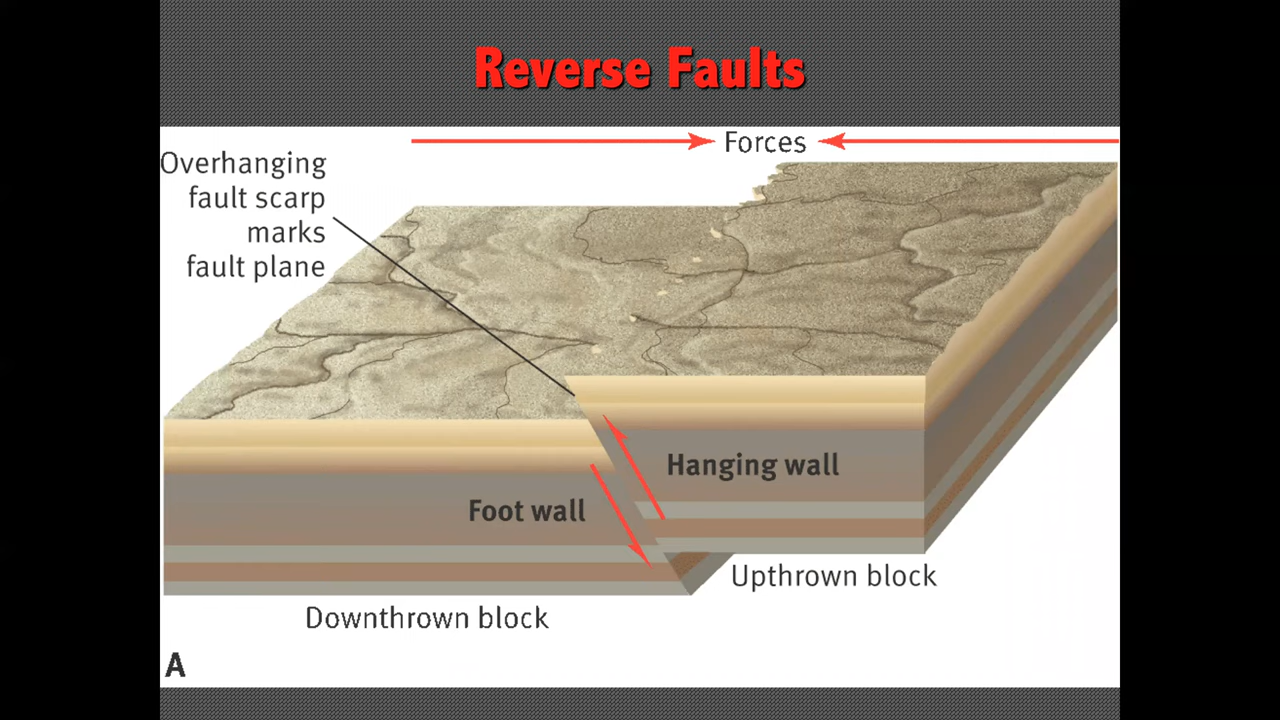 Reverse Faults
Forces
Overhanging
fault scarp
marks
fault plane
Hanging wall
Foot wall
Upthrown block
Downthrown block
A